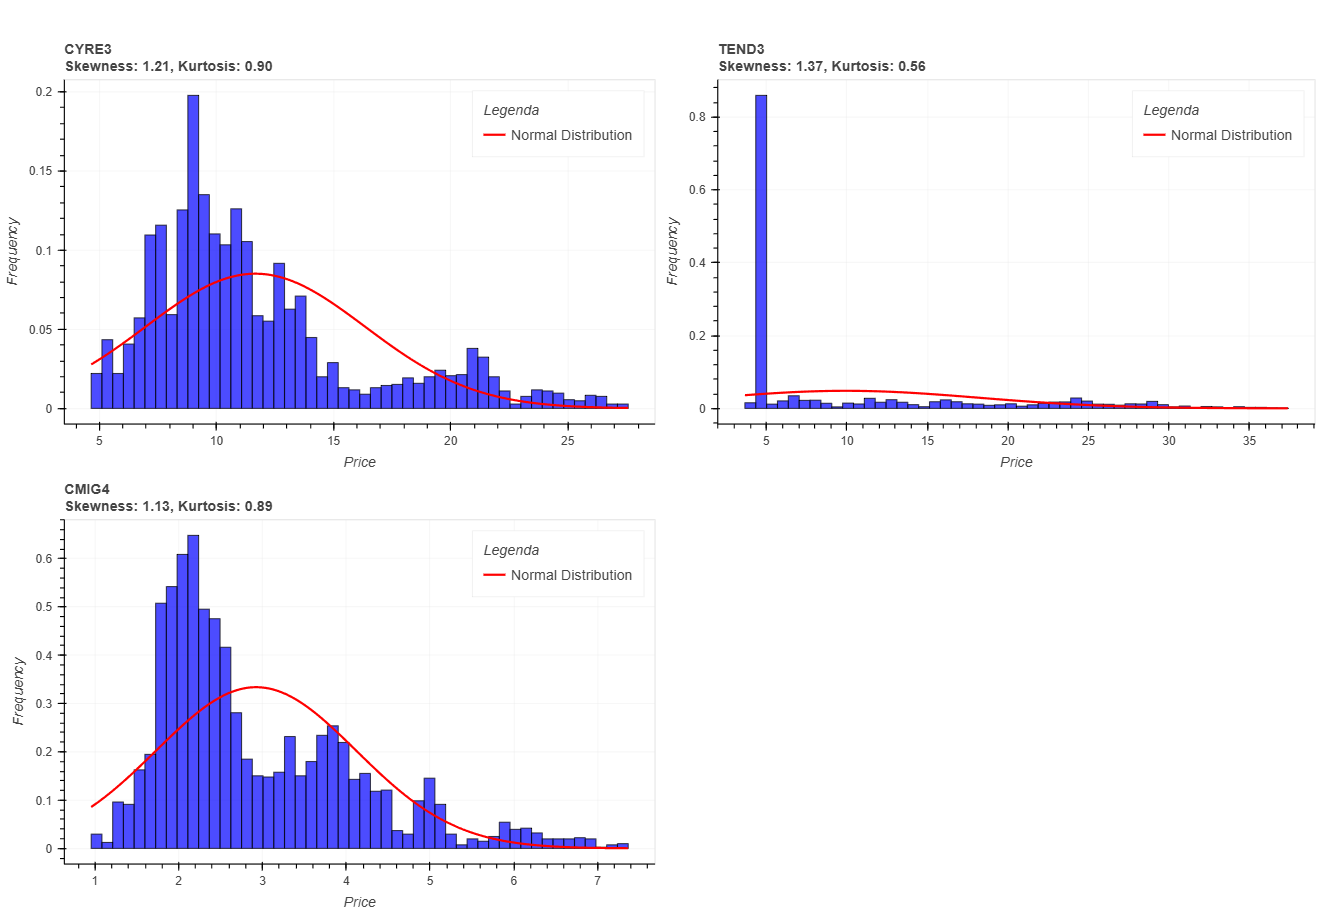 CYRE3
Skewness: 1.21, Kurtosis: 0.90
Legenda
Normal Distribution
0.2
0.15
0.1
0.05
0
Frequency
5 10 15 20 25
Price
TEND3
Skewness: 1.37, Kurtosis: 0.56
Legenda
Normal Distribution
0.8
0.6
0.4
0.2
0
Frequency
5 10 15 20 25 30 35
Price
CMIG4
Skewness: 1.13, Kurtosis: 0.89
Legenda
Normal Distribution
0.6
0.5
0.4
0.3
0.2
0.1
0
Frequency
1 2 3 4 5 6 7
Price